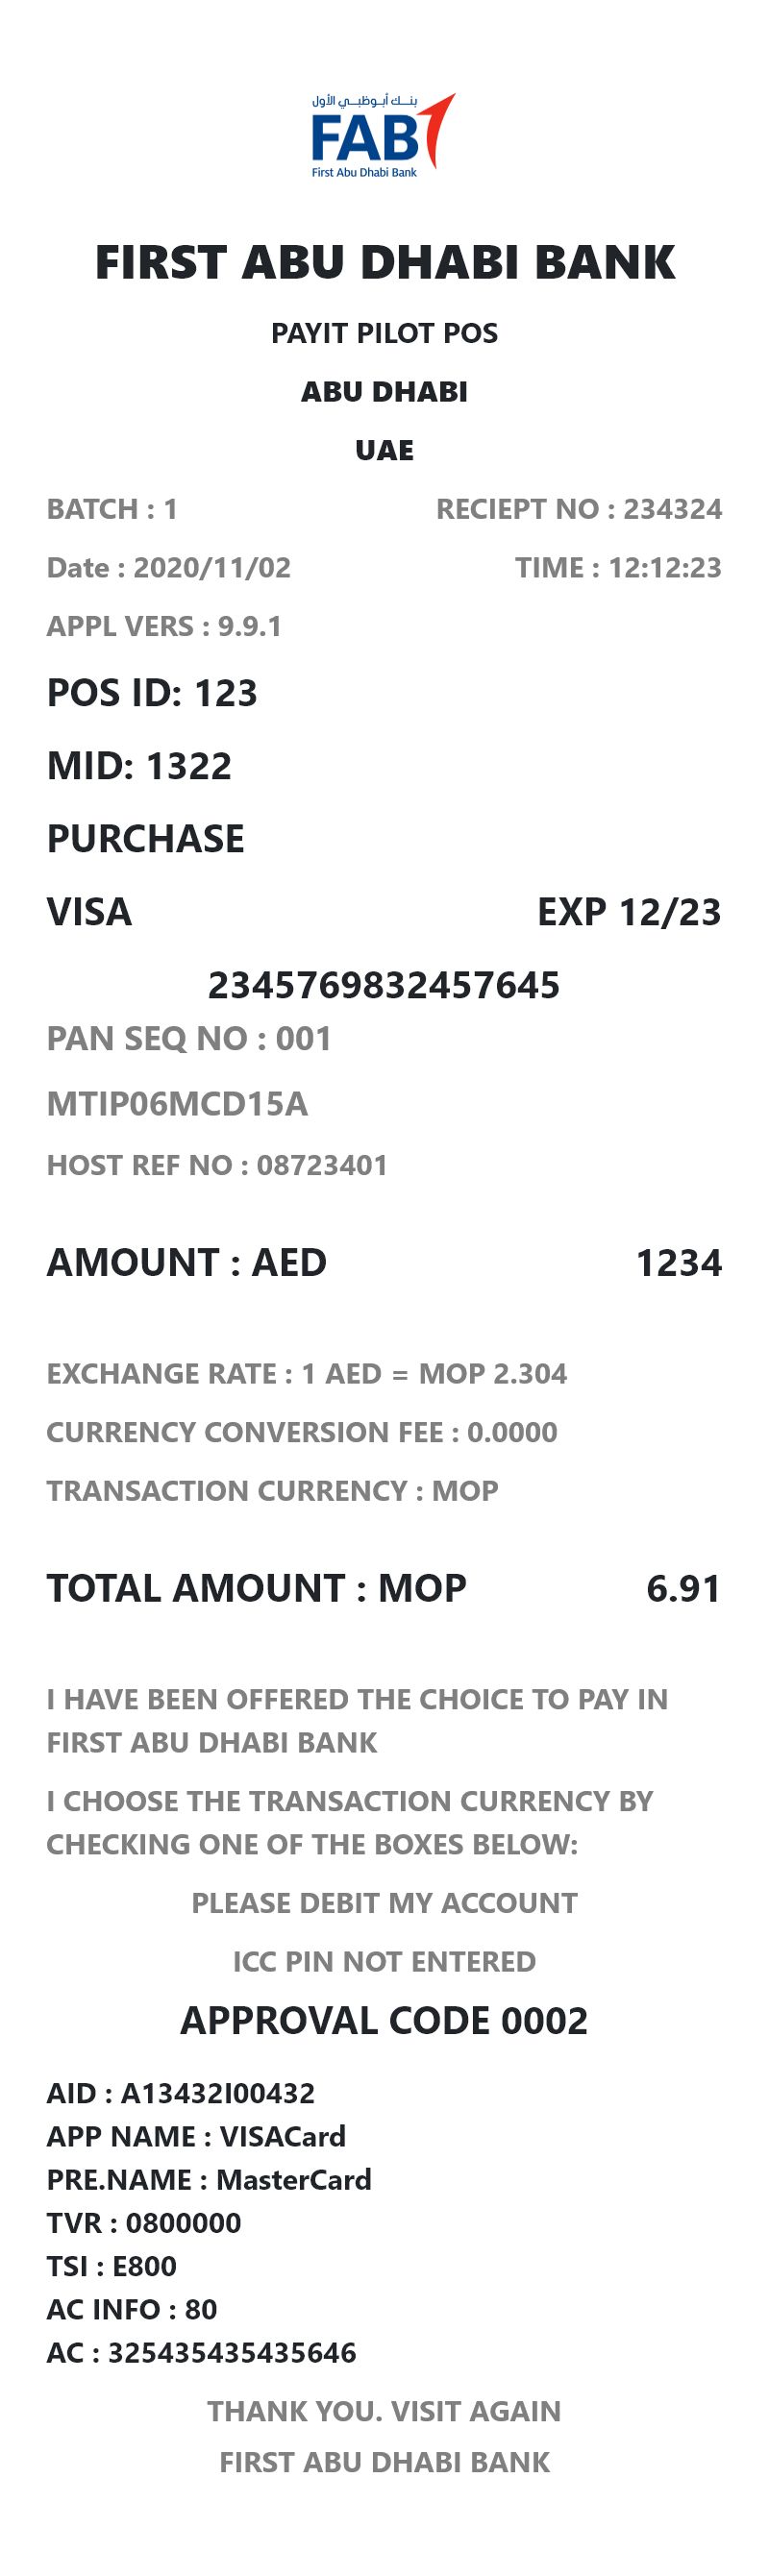 بنك أبوظبي الأول
FAB
First Abu Dhabi Bank
FIRST ABU DHABI BANK
PAYIT PILOT POS
ABU DHABI
UAE
BATCH : 1 RECIEPT NO : 234324
Date : 2020/11/02 TIME : 12:12:23
APPL VERS : 9.9.1
POS ID: 123
MID: 1322
PURCHASE
VISA EXP 12/23
2345769832457645
PAN SEQ NO : 001
MTIP06MCD15A
HOST REF NO : 08723401
AMOUNT : AED 1234
EXCHANGE RATE : 1 AED = MOP 2.304
CURRENCY CONVERSION FEE : 0.0000
TRANSACTION CURRENCY : MOP
TOTAL AMOUNT : MOP 6.91
I HAVE BEEN OFFERED THE CHOICE TO PAY IN
FIRST ABU DHABI BANK
I CHOOSE THE TRANSACTION CURRENCY BY
CHECKING ONE OF THE BOXES BELOW:
PLEASE DEBIT MY ACCOUNT
ICC PIN NOT ENTERED
APPROVAL CODE 0002
AID : A13432I00432
APP NAME : VISACard
PRE.NAME : MasterCard
TVR : 0800000
TSI : E800
AC INFO : 80
AC : 325435435435646
THANK YOU. VISIT AGAIN
FIRST ABU DHABI BANK